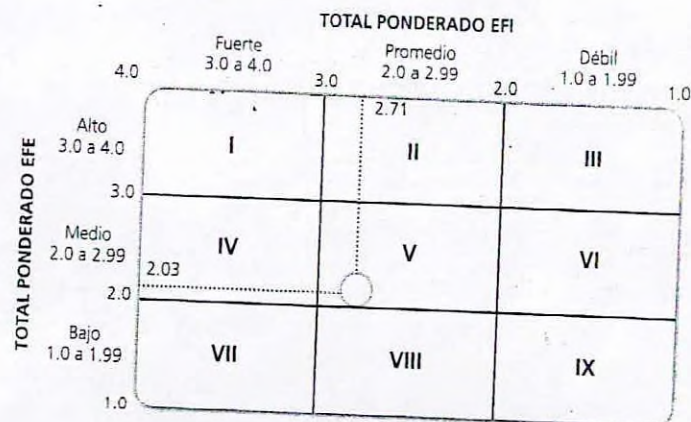 TOTAL PONDERADO EFI
Fuerte
3.0 a 4.0
Promedio
2.0 a 2.99
Débil
1.0 a 1.99
4.0
3.0
2.0
1.0
TOTAL PONDERADO EFE
Alto
3.0 a 4.0
2.71
I
II
III
3.0
Medio
2.0 a 2.99
IV
V
VI
2.03
2.0
Bajo
1.0 a 1.99
VII
VIII
IX
1.0